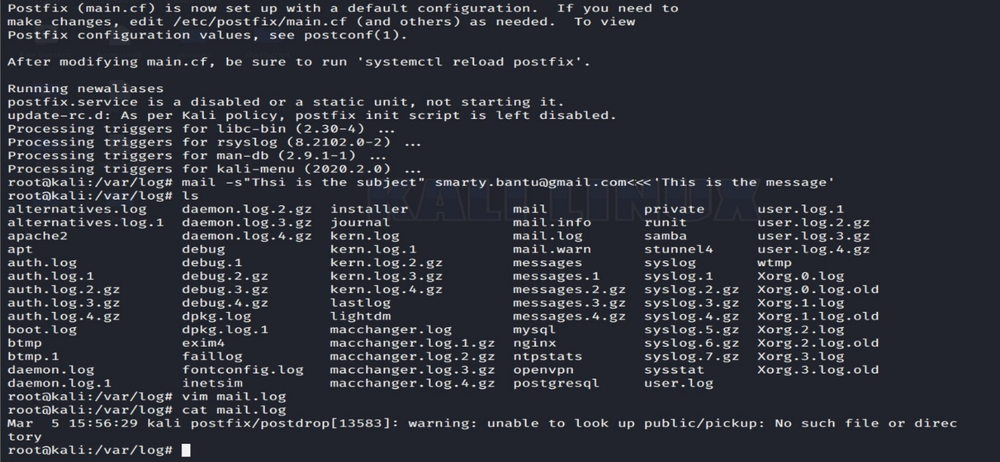 Postfix (main.cf) is now set up with a default configuration.  If you need to
make changes, edit /etc/postfix/main.cf (and others) as needed.  To view
Postfix configuration values, see postconf(1).
After modifying main.cf, be sure to run 'systemctl reload postfix'.
Running newaliases
postfix.service is a disabled or a static unit, not starting it.
update-rc.d: As per Kali policy, postfix init script is left disabled.
Processing triggers for libc-bin (2.30-4) ...
Processing triggers for rsyslog (8.2102.0-2) ...
Processing triggers for man-db (2.9.1-1) ...
Processing triggers for kali-menu (2020.2.0) ...
root@kali:/var/log# mail -s"Thsi is the subject" smarty.bantu@gmail.com<<<'This is the message'
root@kali:/var/log# ls
alternatives.log    daemon.log.2.gz  installer            mail           private      user.log.1
alternatives.log.1  daemon.log.3.gz  journal              mail.info      runit        user.log.2.gz
apache2             daemon.log.4.gz  kern.log             mail.log       samba        user.log.3.gz
apt                 debug            kern.log.1           mail.warn      stunnel4     user.log.4.gz
auth.log            debug.1          kern.log.2.gz        messages       syslog       wtmp
auth.log.1          debug.2.gz       kern.log.3.gz        messages.1     syslog.1     Xorg.0.log
auth.log.2.gz       debug.3.gz       kern.log.4.gz        messages.2.gz  syslog.2.gz  Xorg.0.log.old
auth.log.3.gz       debug.4.gz       lastlog              messages.3.gz  syslog.3.gz  Xorg.1.log
auth.log.4.gz       dpkg.log         lightdm              messages.4.gz  syslog.4.gz  Xorg.1.log.old
boot.log            dpkg.log.1       macchanger.log       mysql          syslog.5.gz  Xorg.2.log
btmp                exim4            macchanger.log.1.gz  nginx          syslog.6.gz  Xorg.2.log.old
btmp.1              faillog          macchanger.log.2.gz  ntpstats       syslog.7.gz  Xorg.3.log
daemon.log          fontconfig.log   macchanger.log.3.gz  openvpn        sysstat      Xorg.3.log.old
daemon.log.1        inetsim          macchanger.log.4.gz  postgresql     user.log
root@kali:/var/log# vim mail.log
root@kali:/var/log# cat mail.log
Mar  5 15:56:29 kali postfix/postdrop[13583]: warning: unable to look up public/pickup: No such file or direc
tory
root@kali:/var/log#
KALI LINUX